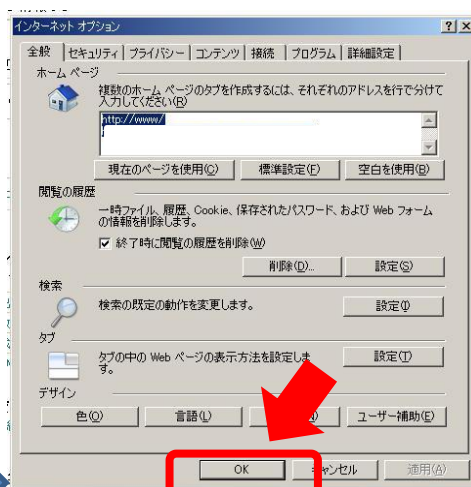 インターネット オプション
全般 セキュリティ プライバシー コンテンツ 接続 プログラム 詳細設定
ホーム ページ
複数のホーム ページのタブを作成するには、それぞれのアドレスを行で分けて
入力してください(R)
http://www/
現在のページを使用(C) 標準設定(F) 空白を使用(B)
閲覧の履歴
一時ファイル、履歴、Cookie、保存されたパスワード、および Web フォーム
の情報を削除します。
終了時に閲覧の履歴を削除(W)
削除(D)... 設定(S)
検索
検索の既定の動作を変更します。
設定(I)
タブ
タブの中の Web ページの表示方法を設定しま
す。
設定(T)
デザイン
色(O) 言語(L) ユーザー補助(E)
OK キャンセル 適用(A)